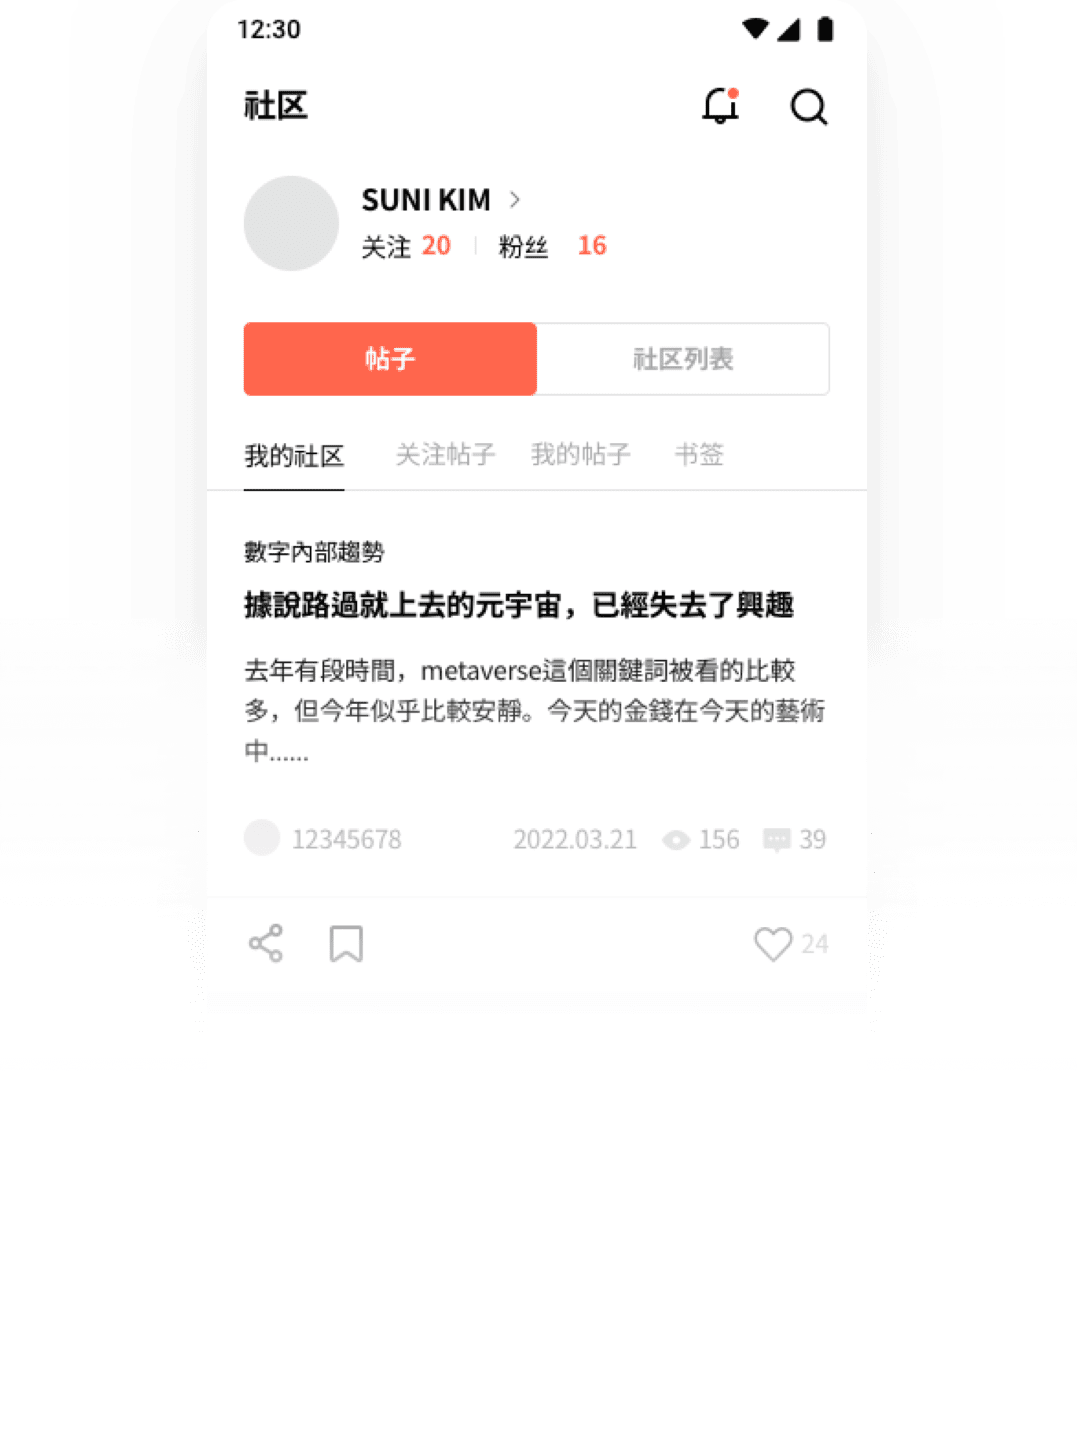 12:30
社区
SUNI KIM
关注 20 粉丝 16
帖子 社区列表
我的社区 关注帖子 我的帖子 书签
數字內部趨勢
據說路過就上去的元宇宙，已經失去了興趣
去年有段時間，metaverse這個關鍵詞被看的比較
多，但今年似乎比較安靜。今天的金錢在今天的藝術
中......
12345678 2022.03.21 156 39
24